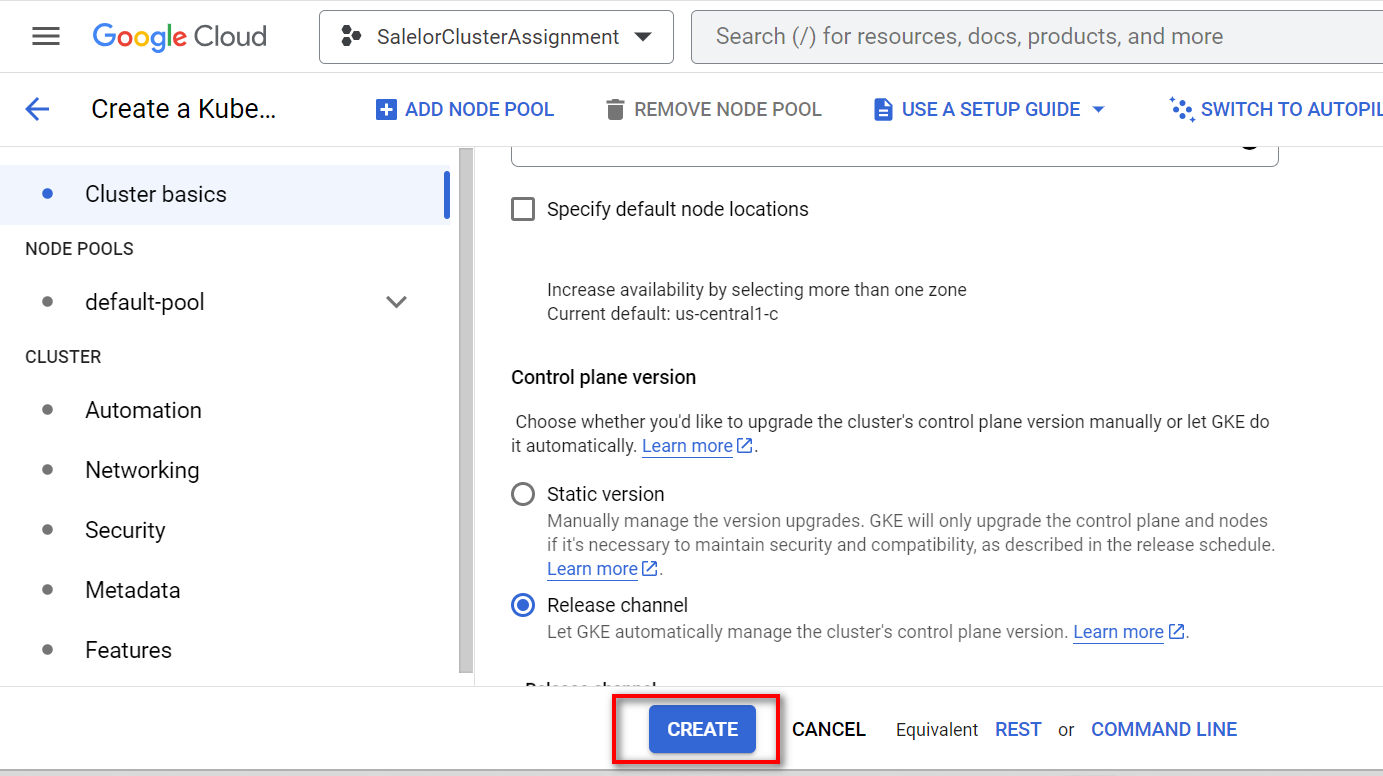 Google Cloud
SalelorClusterAssignment
Search (/) for resources, docs, products, and more
Create a Kube...
ADD NODE POOL
REMOVE NODE POOL
USE A SETUP GUIDE
SWITCH TO AUTOPIL
Cluster basics
NODE POOLS
default-pool
CLUSTER
Automation
Networking
Security
Metadata
Features
Specify default node locations
Increase availability by selecting more than one zone
Current default: us-central1-c
Control plane version
Choose whether you'd like to upgrade the cluster's control plane version manually or let GKE do
it automatically. Learn more.
Static version
Manually manage the version upgrades. GKE will only upgrade the control plane and nodes
if it's necessary to maintain security and compatibility, as described in the release schedule.
Learn more.
Release channel
Let GKE automatically manage the cluster's control plane version. Learn more.
Release channel
CREATE
CANCEL
Equivalent REST or COMMAND LINE